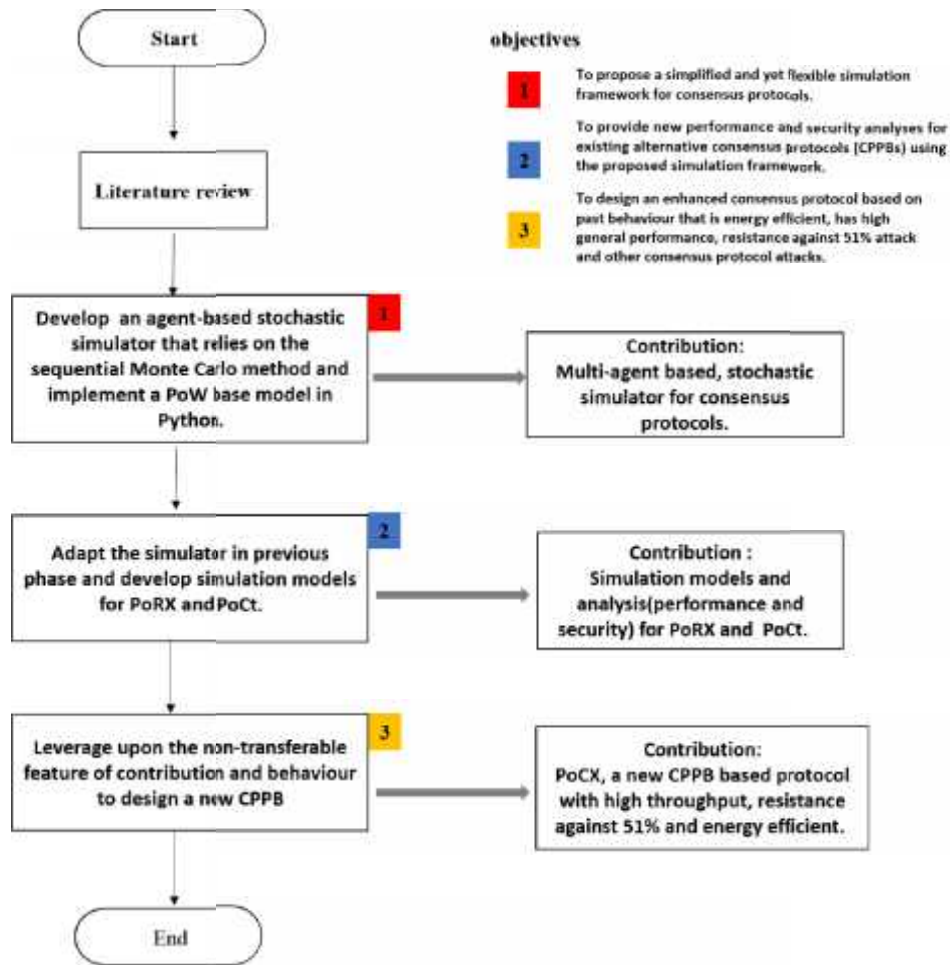 Start
objectives
1
To propose a simplified and yet flexible simulation
framework for consensus protocols.
2
To provide new performance and security analyses for
existing alternative consensus protocols (CPPBs) using
the proposed simulation framework.
3
To design an enhanced consensus protocol based on
past behaviour that is energy efficient, has high
general performance, resistance against 51% attack
and other consensus protocol attacks.
Literature review
1
Develop an agent-based stochastic
simulator that relies on the
sequential Monte Carlo method and
implement a PoW base model in
Python.
Contribution:
Multi-agent based, stochastic
simulator for consensus
protocols.
2
Adapt the simulator in previous
phase and develop simulation models
for PoRX and PoCt.
Contribution :
Simulation models and
analysis(performance and
security) for PoRX and PoCt.
3
Leverage upon the non-transferable
feature of contribution and behaviour
to design a new CPPB
Contribution:
PoCX, a new CPPB based protocol
with high throughput, resistance
against 51% and energy efficient.
End